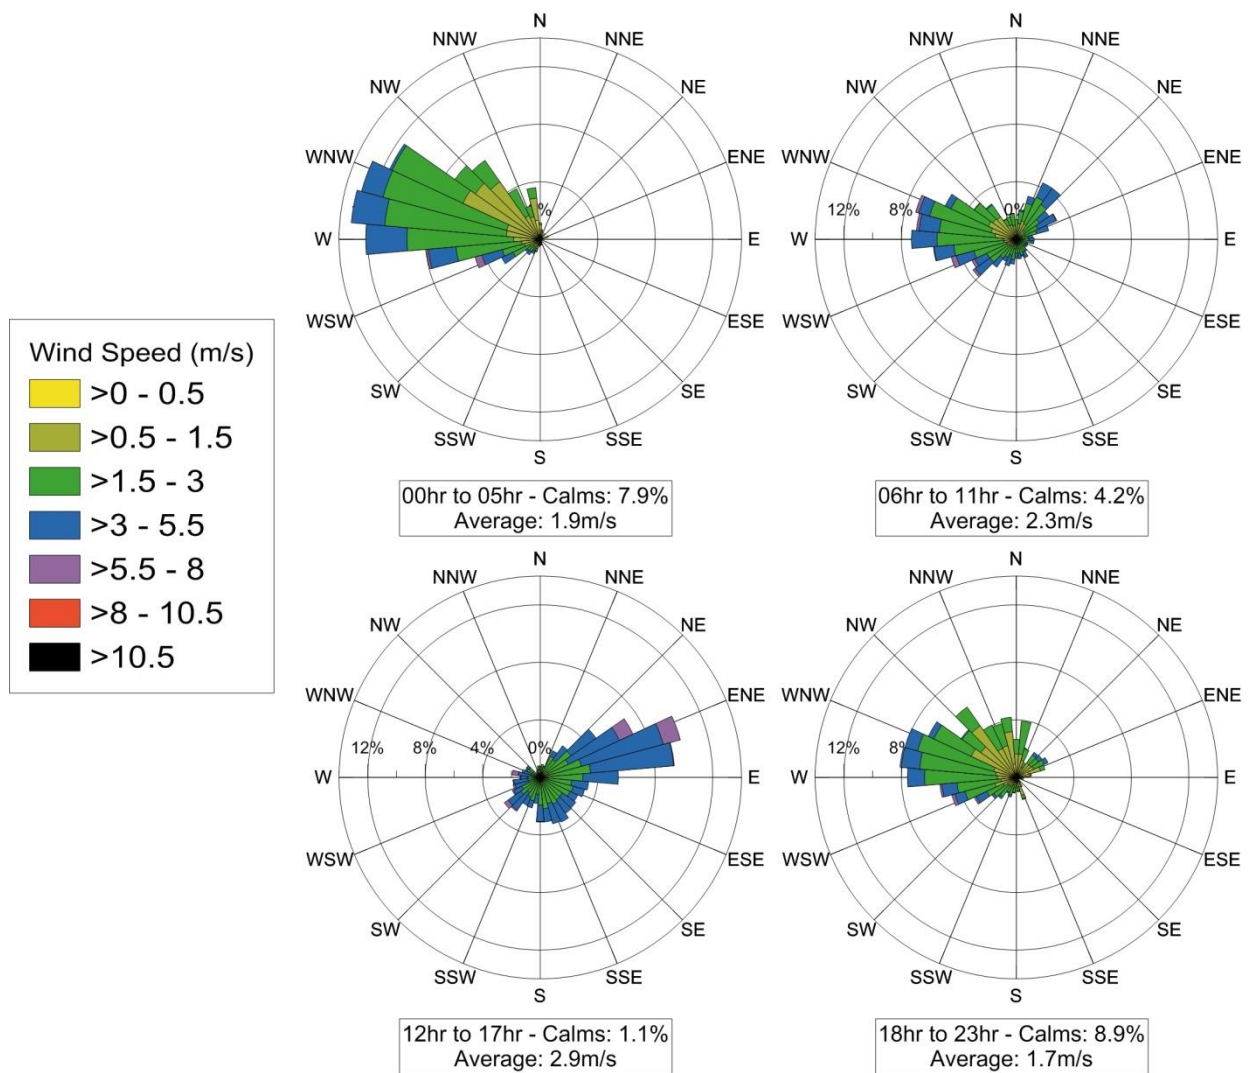 N
NNW
NNE
NW
NE
WNW
ENE
%
W
E
WSW
ESE
SW
SE
SSW
SSE
S
00hr to 05hr - Calms: 7.9%
Average: 1.9m/s
N
NNW
NNE
NW
NE
WNW
ENE
12%
8%
0%
W
E
WSW
ESE
SW
SE
SSW
SSE
S
06hr to 11hr - Calms: 4.2%
Average: 2.3m/s
Wind Speed (m/s)
>0 - 0.5
>0.5 - 1.5
>1.5 - 3
>3 - 5.5
>5.5 - 8
>8 - 10.5
>10.5
N
NNW
NNE
NW
NE
WNW
ENE
12%
8%
4%
0%
W
E
WSW
ESE
SW
SE
SSW
SSE
S
12hr to 17hr - Calms: 1.1%
Average: 2.9m/s
N
NNW
NNE
NW
NE
WNW
ENE
12%
8%
W
E
WSW
ESE
SW
SE
SSW
SSE
S
18hr to 23hr - Calms: 8.9%
Average: 1.7m/s